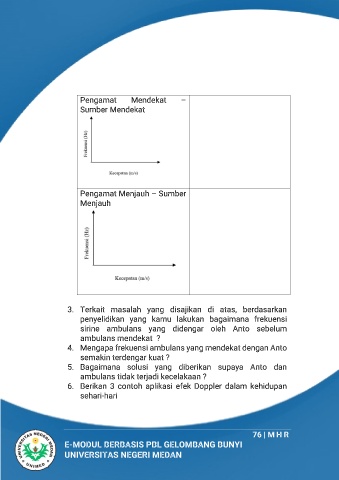 Pengamat Mendekat –
Sumber Mendekat
Frekuensi (Hz)
Kecepatan (m/s)
Pengamat Menjauh – Sumber
Menjauh
Frekuensi (Hz)
Kecepatan (m/s)
3. Terkait masalah yang disajikan di atas, berdasarkan
penyelidikan yang kamu lakukan bagaimana frekuensi
sirine ambulans yang didengar oleh Anto sebelum
ambulans mendekat ?
4. Mengapa frekuensi ambulans yang mendekat dengan Anto
semakin terdengar kuat ?
5. Bagaimana solusi yang diberikan supaya Anto dan
ambulans tidak terjadi kecelakaan ?
6. Berikan 3 contoh aplikasi efek Doppler dalam kehidupan
sehari-hari
76 | M H R
E-MODUL BERBASIS PBL GELOMBANG BUNYI
UNIVERSITAS NEGERI MEDAN
UNIVERSITAS NEGERI MEDAN
UNIMED